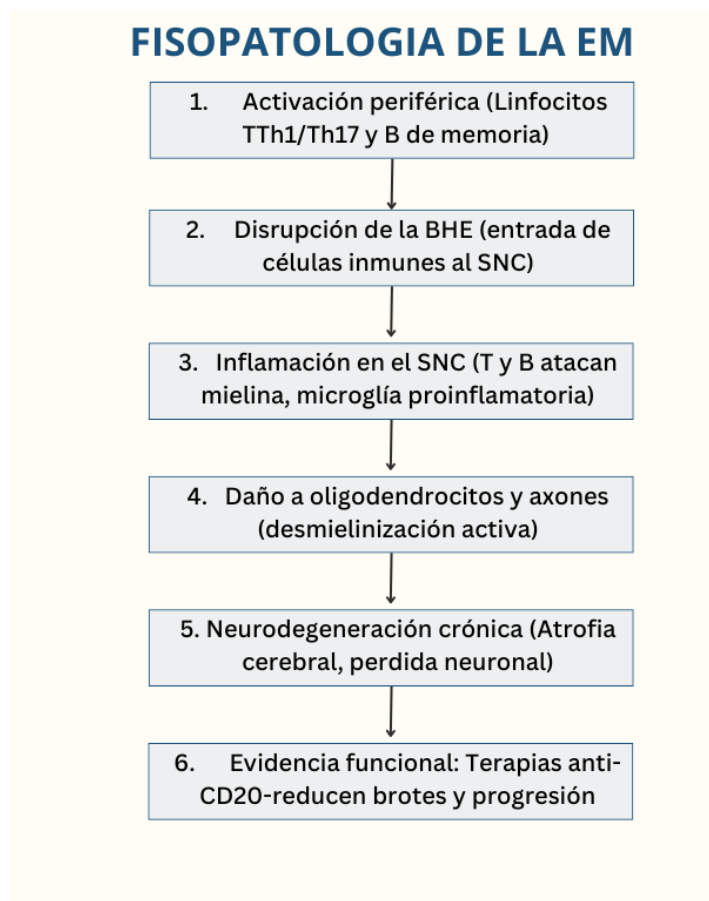 FISOPATOLOGIA DE LA EM
1. Activación periférica (Linfocitos
TTh1/Th17 y B de memoria)
2. Disrupción de la BHE (entrada de
células inmunes al SNC)
3. Inflamación en el SNC (T y B atacan
mielina, microglía proinflamatoria)
4. Daño a oligodendrocitos y axones
(desmielinización activa)
5. Neurodegeneración crónica (Atrofia
cerebral, perdida neuronal)
6. Evidencia funcional: Terapias anti-
CD20-reducen brotes y progresión